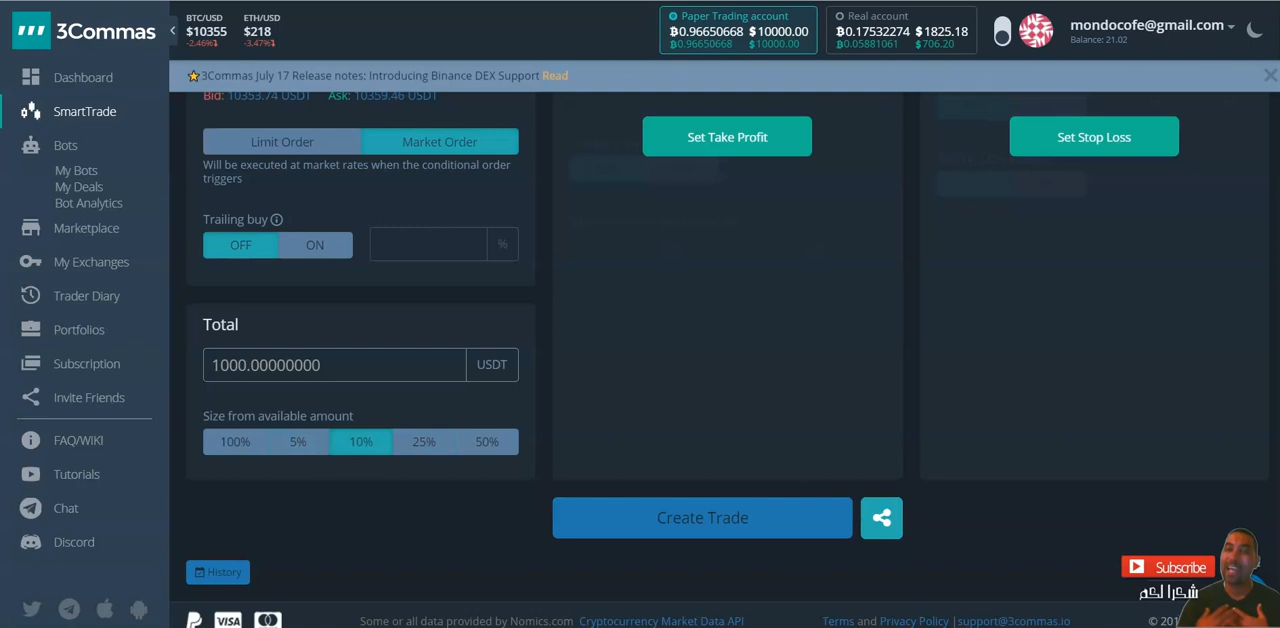 3Commas
BTC/USD
$10355
-2.46%
ETH/USD
$218
-3.47%
Paper Trading account
฿0.96650668 $10000.00
฿0.96650668 $10000.00
Real account
฿0.17532274 $1825.18
฿0.05881061 $706.20
mondocofe@gmail.com
Balance: 21.02
3Commas July 17 Release notes: Introducing Binance DEX Support Read
Dashboard
SmartTrade
Bots
My Bots
My Deals
Bot Analytics
Marketplace
My Exchanges
Trader Diary
Portfolios
Subscription
Invite Friends
FAQ/WIKI
Tutorials
Chat
Discord
Bid: 10353.74 USDT Ask: 10359.46 USDT
Limit Order
Market Order
Will be executed at market rates when the conditional order
triggers
Trailing buy
OFF
ON
%
Total
1000.00000000
USDT
Size from available amount
100%
5%
10%
25%
50%
Set Take Profit
Set Stop Loss
Create Trade
History
Subscribe
شكرا لكم
VISA
Some or all data provided by Nomics.com Cryptocurrency Market Data API
Terms and Privacy Policy |support@3commas.io